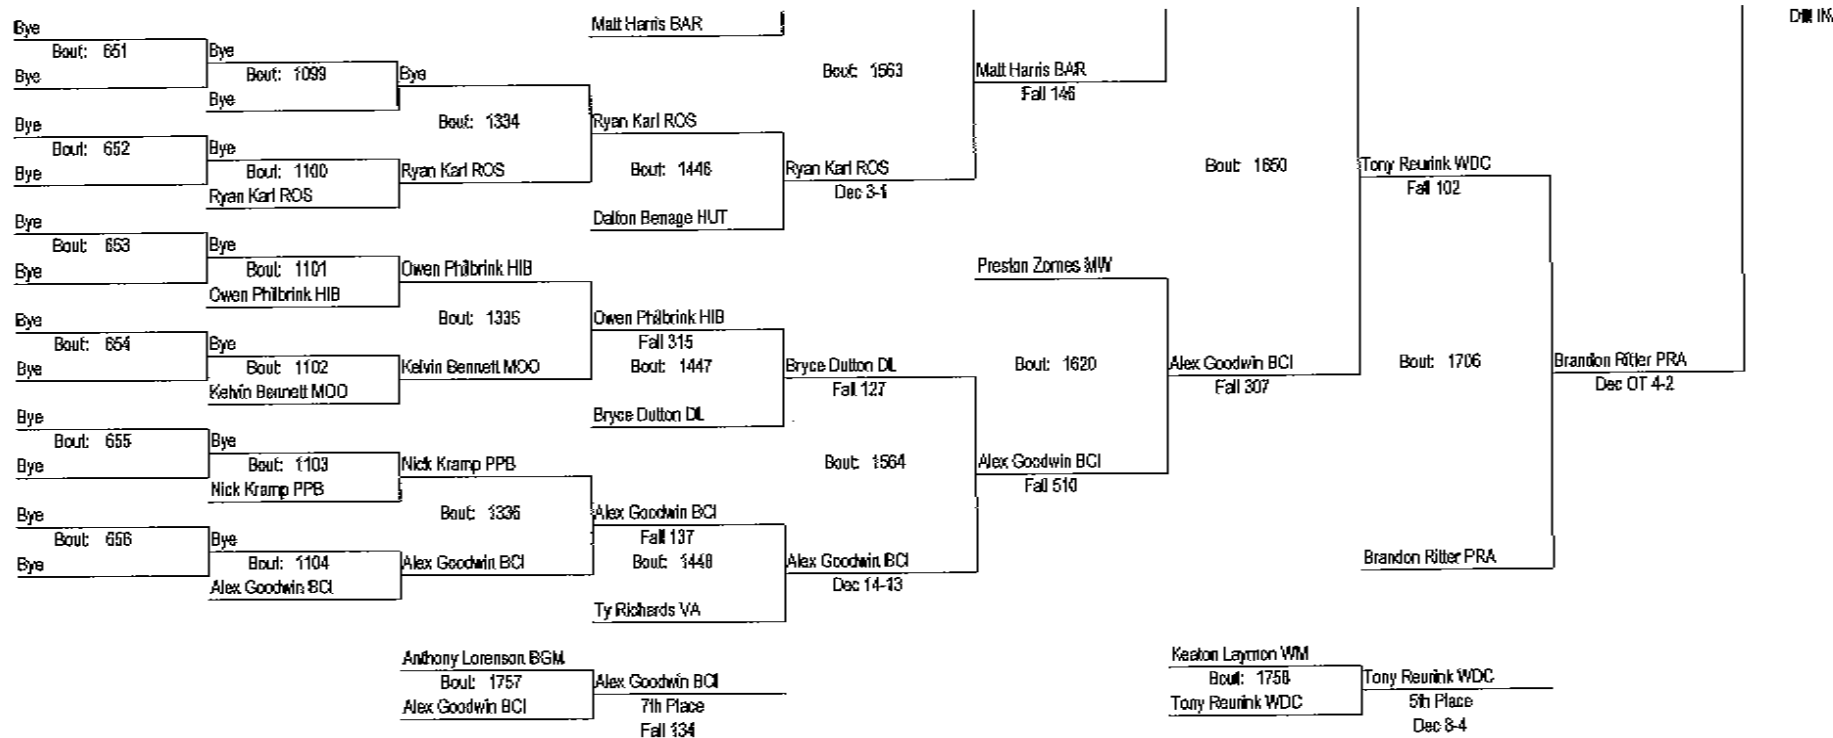 Bye
Bout: 651
Bye
Bye
Bout: 652
Bye
Bye
Bout: 653
Bye
Bye
Bout: 654
Bye
Bye
Bout: 655
Bye
Bye
Bout: 656
Bye
Bye
Bout: 1099
Bye
Bye
Bout: 1100
Ryan Karl ROS
Bye
Bout: 1101
Owen Philbrink HIB
Bye
Bout: 1102
Kelvin Bennett MOO
Bye
Bout: 1103
Nick Kramp PPB
Bye
Bout: 1104
Alex Goodwin BCI
Bye
Bout: 1334
Ryan Karl ROS
Owen Philbrink HIB
Bout: 1335
Kelvin Bennett MOO
Nick Kramp PPB
Bout: 1336
Alex Goodwin BCI
Matt Harris BAR
Ryan Karl ROS
Bout: 1446
Dalton Benage HUT
Owen Philbrink HIB
Fall 315
Bout: 1447
Bryce Dutton DL
Alex Goodwin BCI
Fall 137
Bout: 1448
Ty Richards VA
Bout: 1563
Ryan Karl ROS
Dec 3-1
Bryce Dutton DL
Fall 127
Bout: 1564
Alex Goodwin BCI
Dec 14-13
Matt Harris BAR
Fall 146
Preston Zornes MW
Bout: 1620
Alex Goodwin BCI
Fall 510
Bout: 1650
Alex Goodwin BCI
Fall 307
Tony Reurink WDC
Fall 102
Bout: 1706
Brandon Ritter PRA
Brandon Ritter PRA
Dec OT 4-2
Anthony Lorenson BGM
Bout: 1757
Alex Goodwin BCI
Alex Goodwin BCI
7th Place
Fall 134
Keaton Laymon WM
Bout: 1758
Tony Reurink WDC
Tony Reurink WDC
5th Place
Dec 8-4